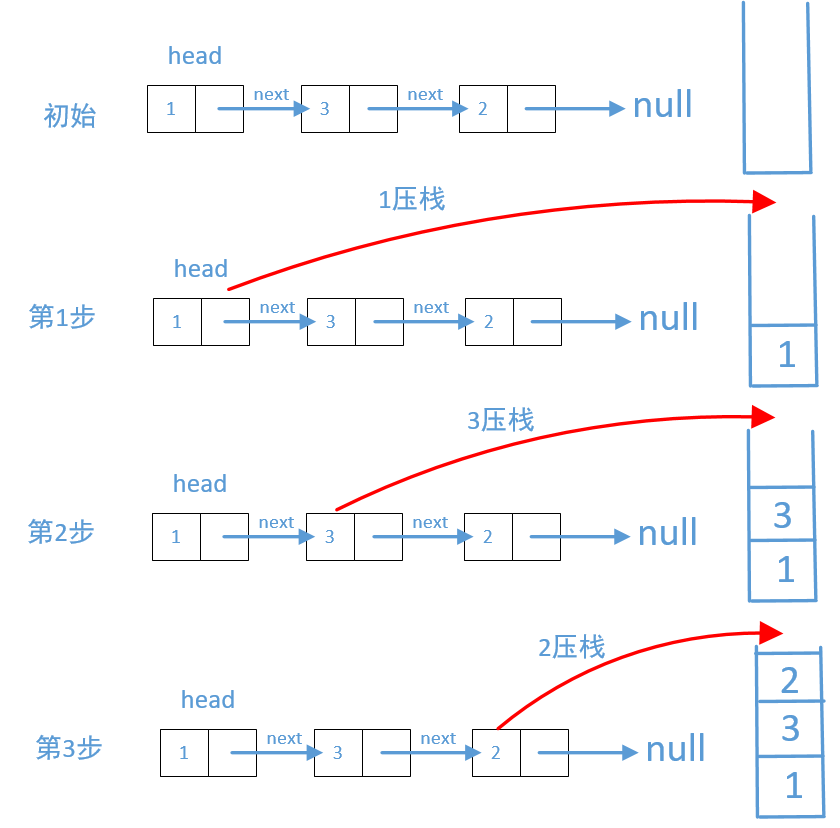 head
初始
1 next 3 next 2 null
1压栈
head
第1步
1 next 3 next 2 null
1
3压栈
head
第2步
1 next 3 next 2 null
3
1
2压栈
head
第3步
1 next 3 next 2 null
2
3
1